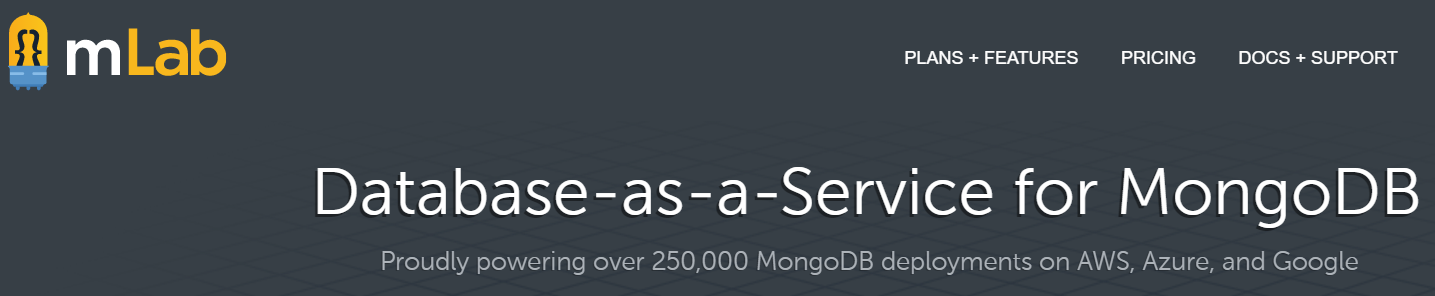 mLab
PLANS + FEATURES PRICING DOCS + SUPPORT
Database-as-a-Service for MongoDB
Proudly powering over 250,000 MongoDB deployments on AWS, Azure, and Google